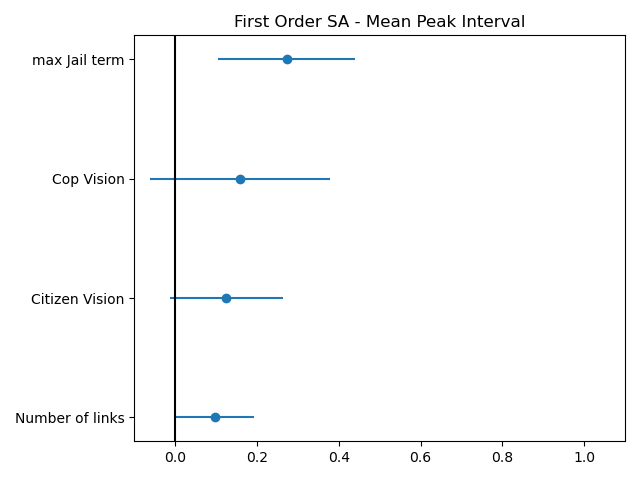 First Order SA - Mean Peak Interval
max Jail term
Cop Vision
Citizen Vision
Number of links
0.0 0.2 0.4 0.6 0.8 1.0